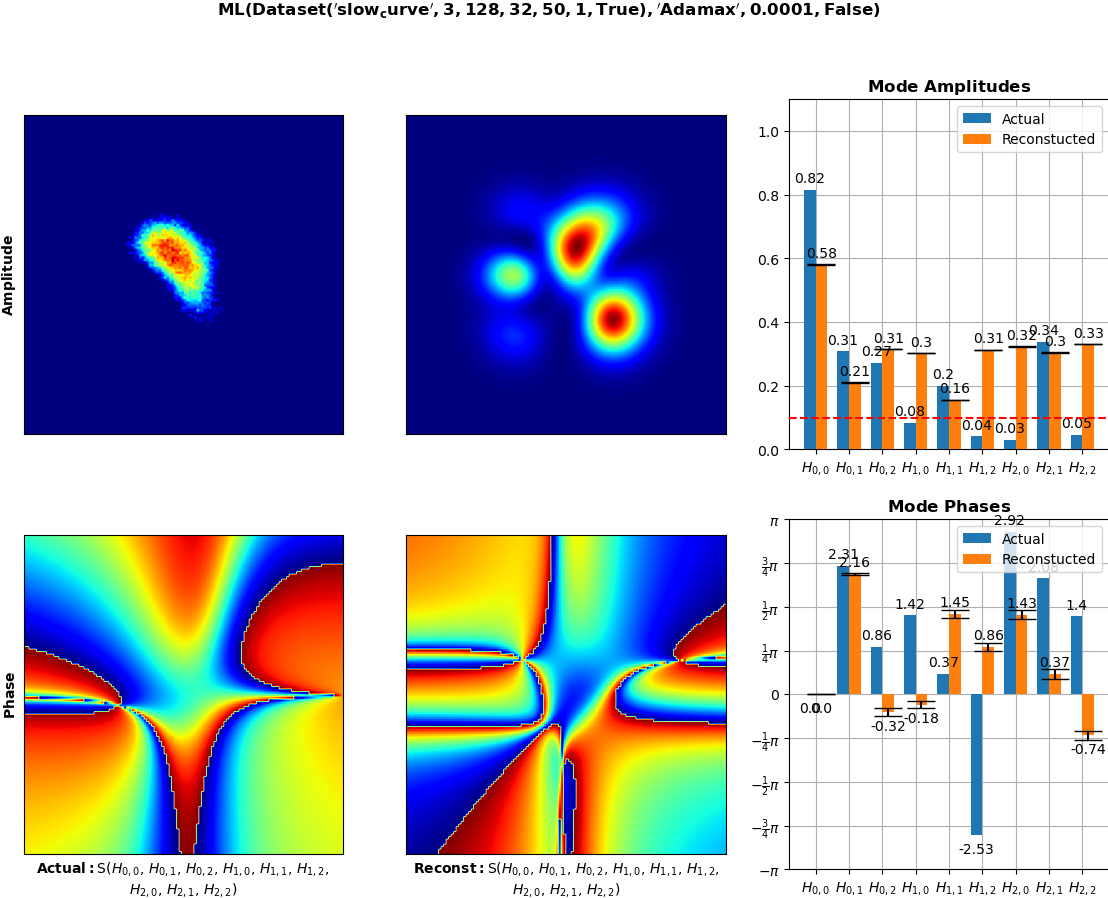 ML(Dataset('slow_curve', 3, 128, 32, 50, 1, True), 'Adamax', 0.0001, False)
Amplitude
Mode Amplitudes
Actual
Reconstucted
1.0
0.8
0.6
0.4
0.2
0.0
0.82
0.58
0.31
0.21
0.27
0.31
0.08
0.3
0.2
0.16
0.04
0.31
0.03
0.32
0.34
0.3
0.05
0.33
H0,0 H0,1 H0,2 H1,0 H1,1 H1,2 H2,0 H2,1 H2,2
Phase
Actual: S(H0,0, H0,1, H0,2, H1,0, H1,1, H1,2,
H2,0, H2,1, H2,2)
Reconst: S(H0,0, H0,1, H0,2, H1,0, H1,1, H1,2,
H2,0, H2,1, H2,2)
Mode Phases
Actual
Reconstucted
π
3/4π
1/2π
1/4π
0
−1/4π
−1/2π
−3/4π
−π
0.0
0.0
2.31
2.16
0.86
-0.32
1.42
-0.18
0.37
1.45
-2.53
0.86
2.92
1.43
2.08
0.37
1.4
-0.74
H0,0 H0,1 H0,2 H1,0 H1,1 H1,2 H2,0 H2,1 H2,2